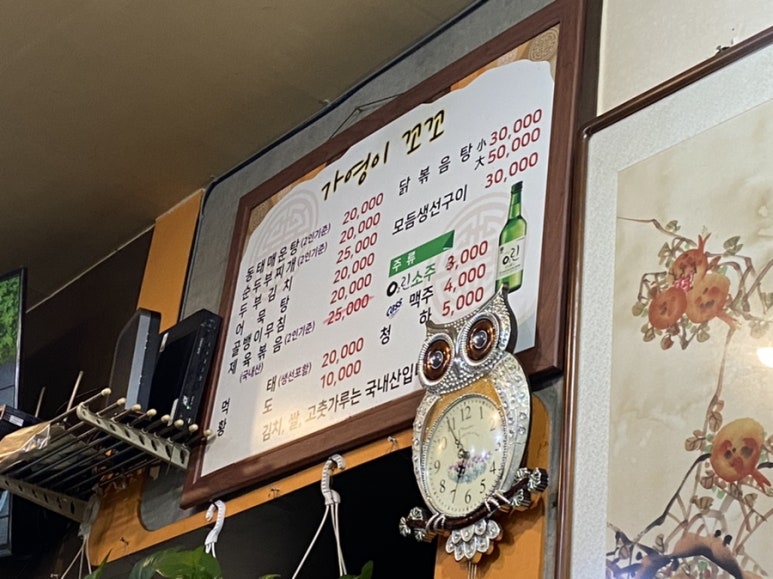 가영이 꼬꼬
동태매운탕(2인기준) 20,000
순두부찌개(2인기준) 20,000
두부김치 25,000
어묵탕 20,000
골뱅이무침 20,000
제육볶음(2인기준) 25,000
(국내산)
먹태(생선포함) 20,000
황도 10,000
닭볶음탕 小 30,000
大 50,000
모듬생선구이 30,000
주류
O린소주 3,000
cass 맥주 4,000
청하 5,000
김치, 쌀, 고춧가루는 국내산입